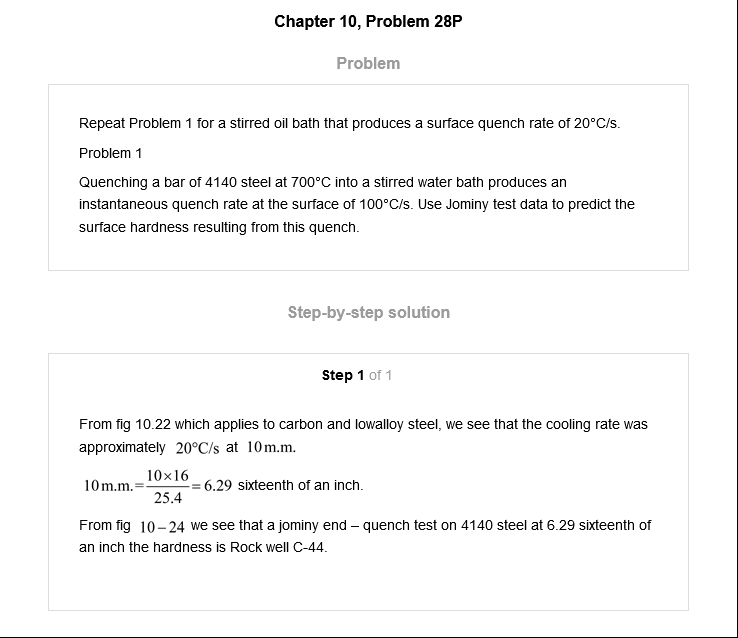 Chapter 10, Problem 28P
Problem
Repeat Problem 1 for a stirred oil bath that produces a surface quench rate of 20°C/s.
Problem 1
Quenching a bar of 4140 steel at 700°C into a stirred water bath produces an
instantaneous quench rate at the surface of 100°C/s. Use Jominy test data to predict the
surface hardness resulting from this quench.
Step-by-step solution
Step 1 of 1
From fig 10.22 which applies to carbon and lowalloy steel, we see that the cooling rate was
approximately 20°C/s at 10m.m.
10m.m.=10×16/25.4=6.29 sixteenth of an inch.
From fig 10–24 we see that a jominy end – quench test on 4140 steel at 6.29 sixteenth of
an inch the hardness is Rock well C-44.